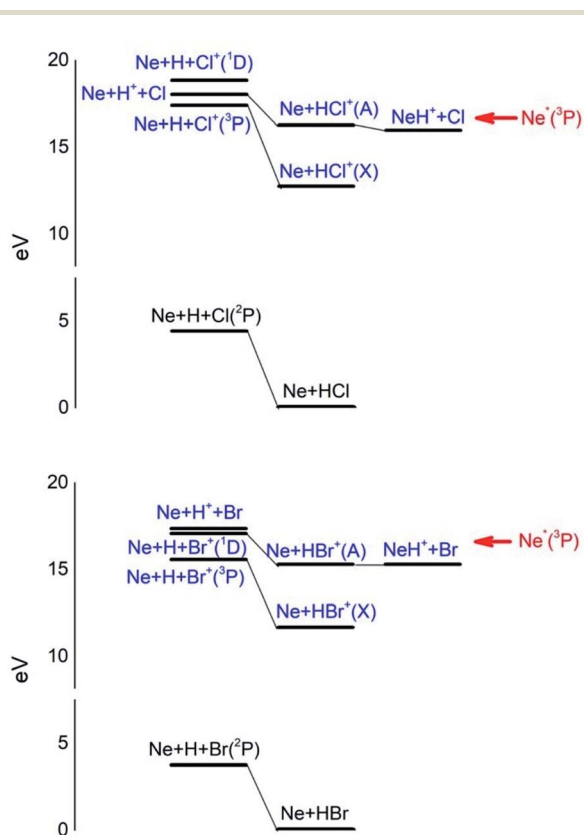 20
Ne+H+Cl⁺(¹D)
Ne+H⁺+Cl
Ne+H+Cl⁺(³P)
Ne+HCl⁺(A)
NeH⁺+Cl
Ne*(³P)
15
Ne+HCl⁺(X)
10
eV
5
Ne+H+Cl(²P)
Ne+HCl
0
20
Ne+H⁺+Br
Ne+H+Br⁺(¹D)
Ne+H+Br⁺(³P)
Ne+HBr⁺(A)
NeH⁺+Br
Ne*(³P)
15
Ne+HBr⁺(X)
10
eV
5
Ne+H+Br(²P)
Ne+HBr
0